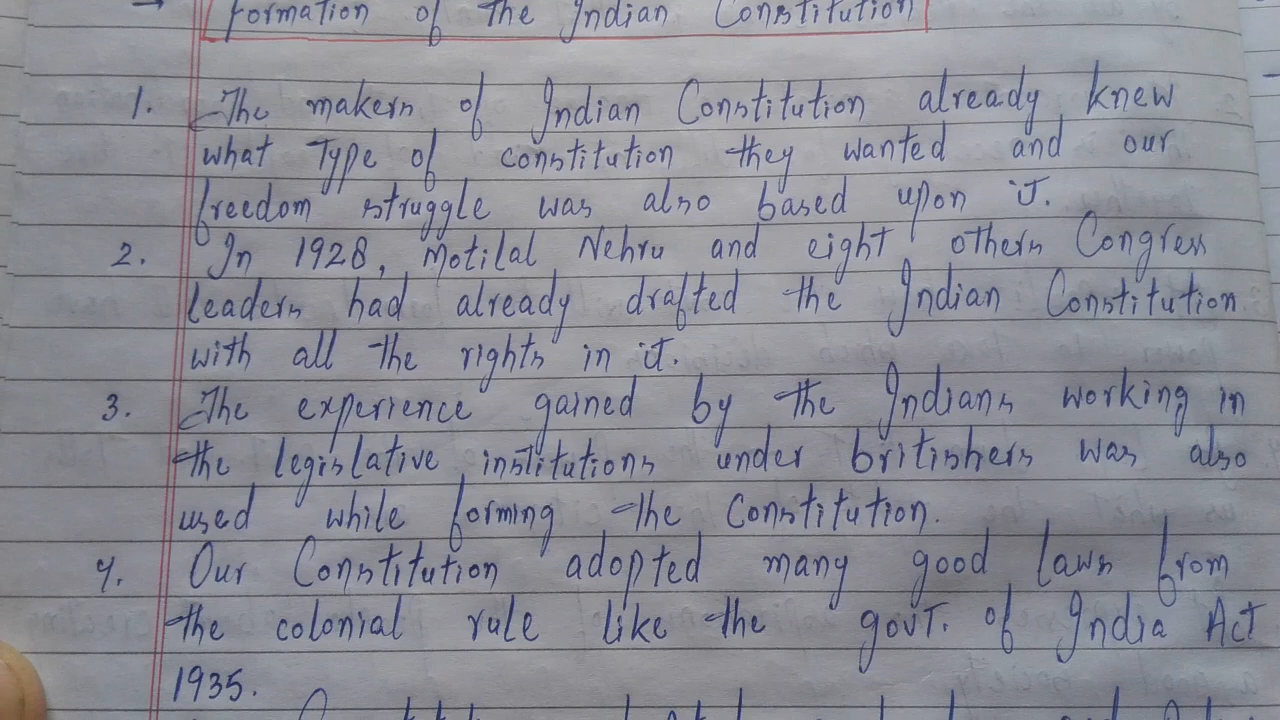 Formation of The Indian Constitution
1. The makers of Indian Constitution already knew
what Type of constitution they wanted and our
freedom struggle was also based upon it.
2. In 1928, Motilal Nehru and eight others Congress
leaders had already drafted the Indian Constitution
with all the rights in it.
3. The experience gained by the Indians working in
the legislative institutions under britishers was also
used while forming the Constitution.
4. Our Constitution adopted many good laws from
the colonial rule like the govt. of India Act
1935.